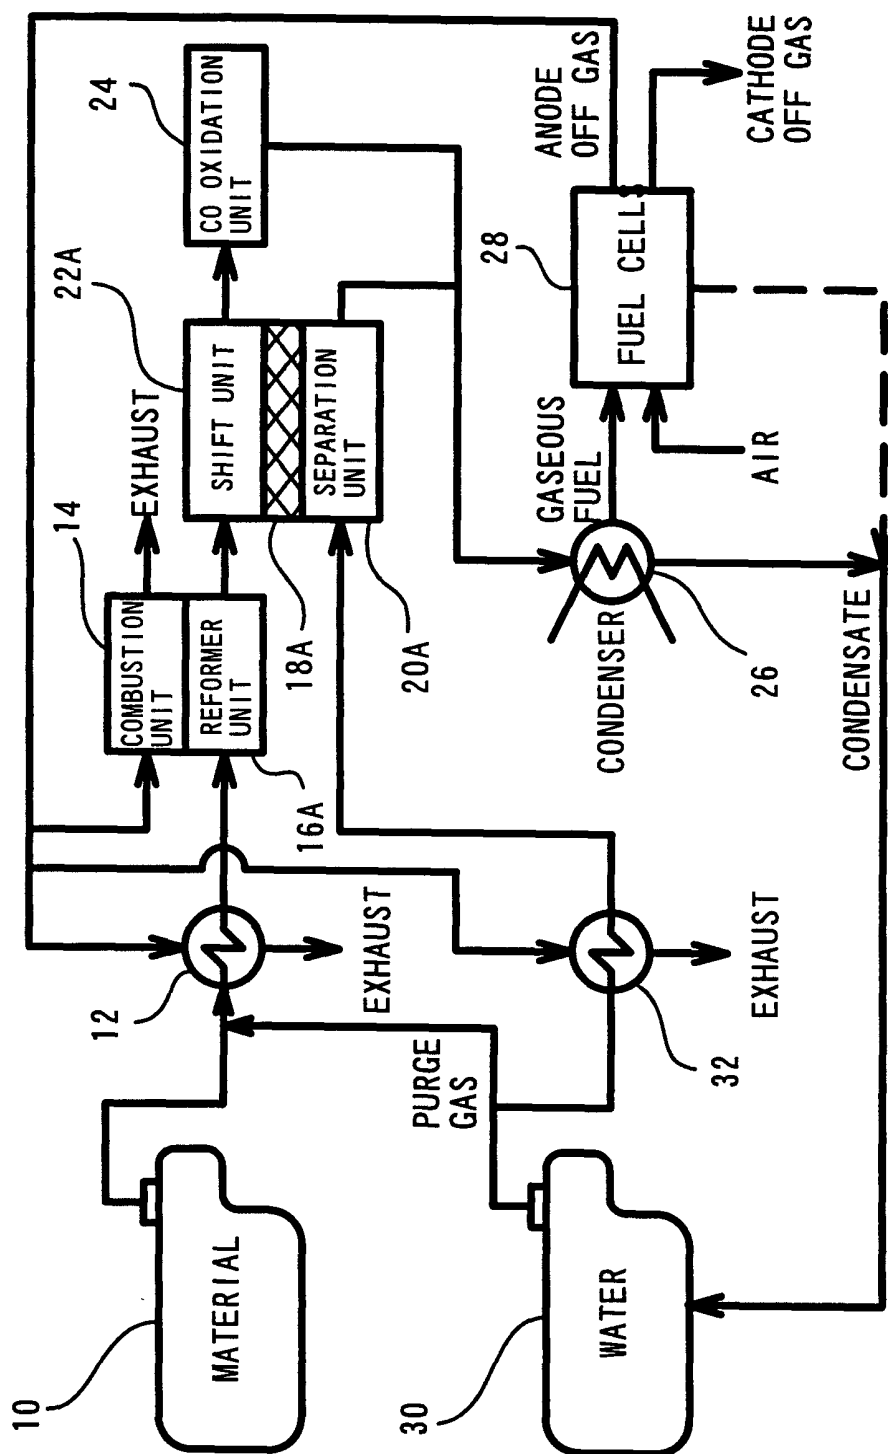 24
CO OXIDATION
UNIT
22A
EXHAUST
SHIFT UNIT
SEPARATION
UNIT
14
COMBUSTION
UNIT
REFORMER
UNIT
18A
20A
16A
12
EXHAUST
10
MATERIAL
PURGE
GAS
30
WATER
32
EXHAUST
GASEOUS
FUEL
CONDENSER
26
CONDENSATE
28
FUEL CELLS
AIR
ANODE
OFF GAS
CATHODE
OFF GAS